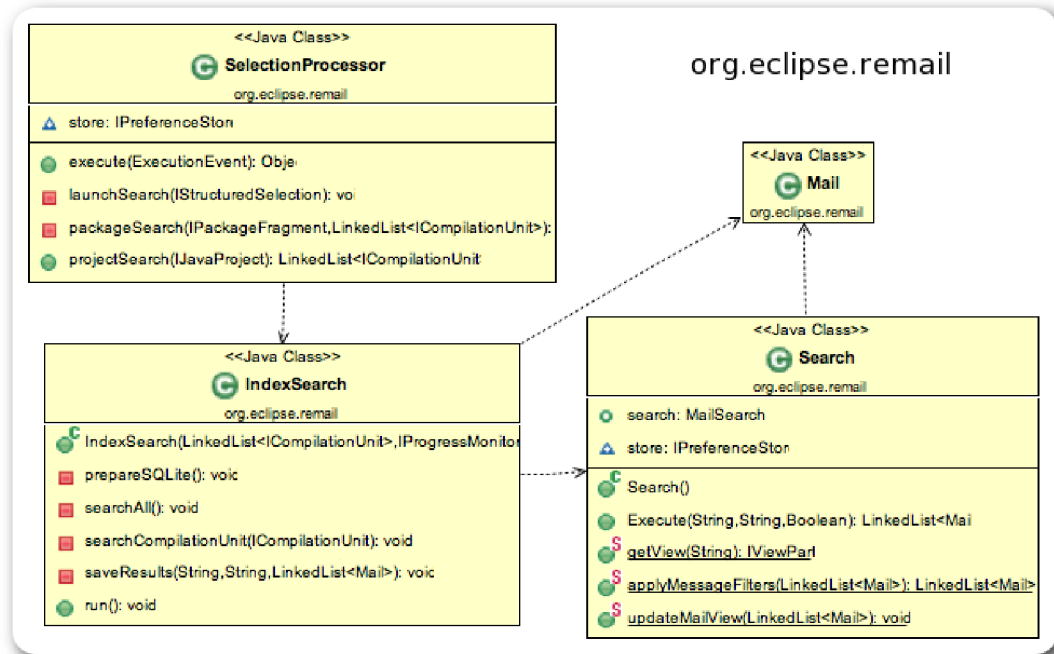 <<Java Class>>
SelectionProcessor
org.eclipse.remail
store: IPreferenceStor
execute(ExecutionEvent): Obje
launchSearch(IStructuredSelection): voi
packageSearch(IPackageFragment,LinkedList<ICompilationUnit>):
projectSearch(IJavaProject): LinkedList<ICompilationUnit
org.eclipse.remail
<<Java Class>>
Mail
org.eclipse.remail
<<Java Class>>
IndexSearch
org.eclipse.remail
IndexSearch(LinkedList<ICompilationUnit>,IProgressMonitor
prepareSQLite(): voic
searchAll(): void
searchCompilationUnit(ICompilationUnit): void
saveResults(String,String,LinkedList<Mail>): voic
run(): void
<<Java Class>>
Search
org.eclipse.remail
search: MailSearch
store: IPreferenceStor
Search()
Execute(String,String,Boolean): LinkedList<Mai
getView(String): IViewPart
applyMessageFilters(LinkedList<Mail>): LinkedList<Mail>
updateMailView(LinkedList<Mail>): void